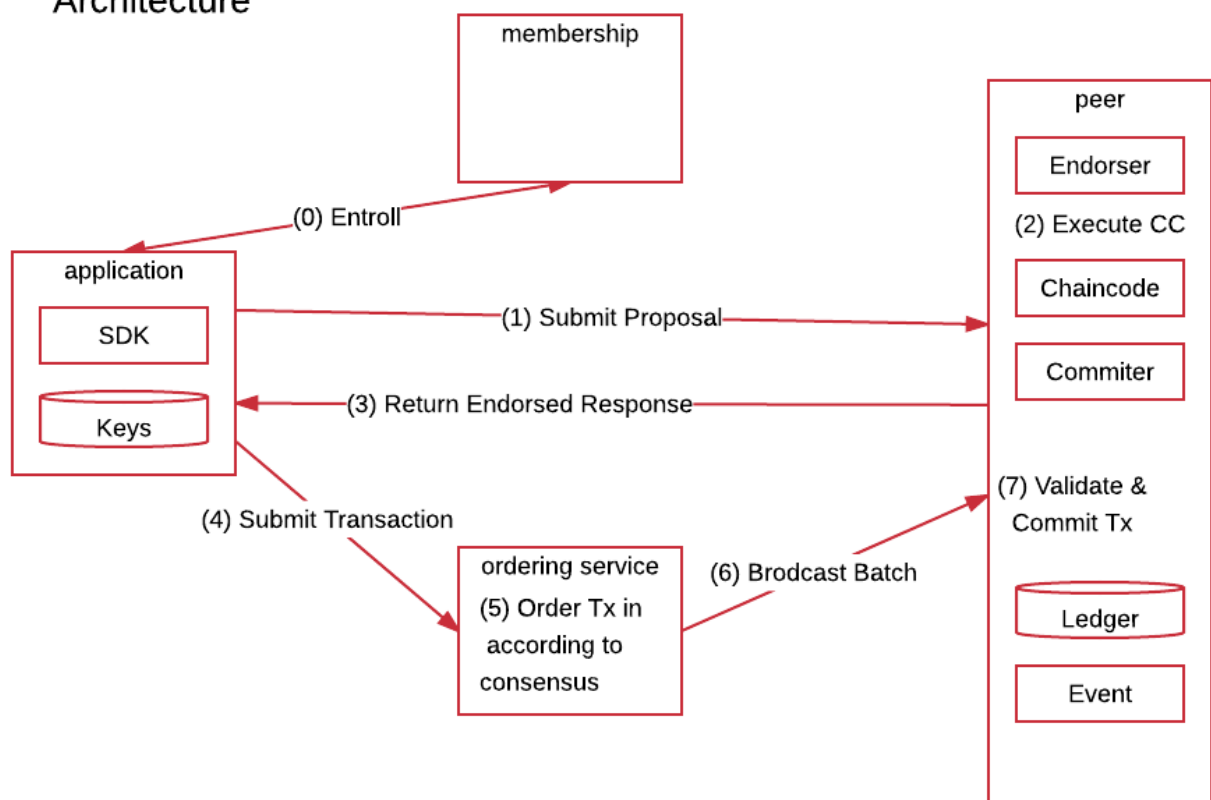 Architecture
membership
peer
Endorser
(0) Entroll
(2) Execute CC
application
Chaincode
SDK
(1) Submit Proposal
Commiter
(3) Return Endorsed Response
Keys
(7) Validate &
Commit Tx
(4) Submit Transaction
ordering service
(6) Brodcast Batch
(5) Order Tx in
according to
consensus
Ledger
Event